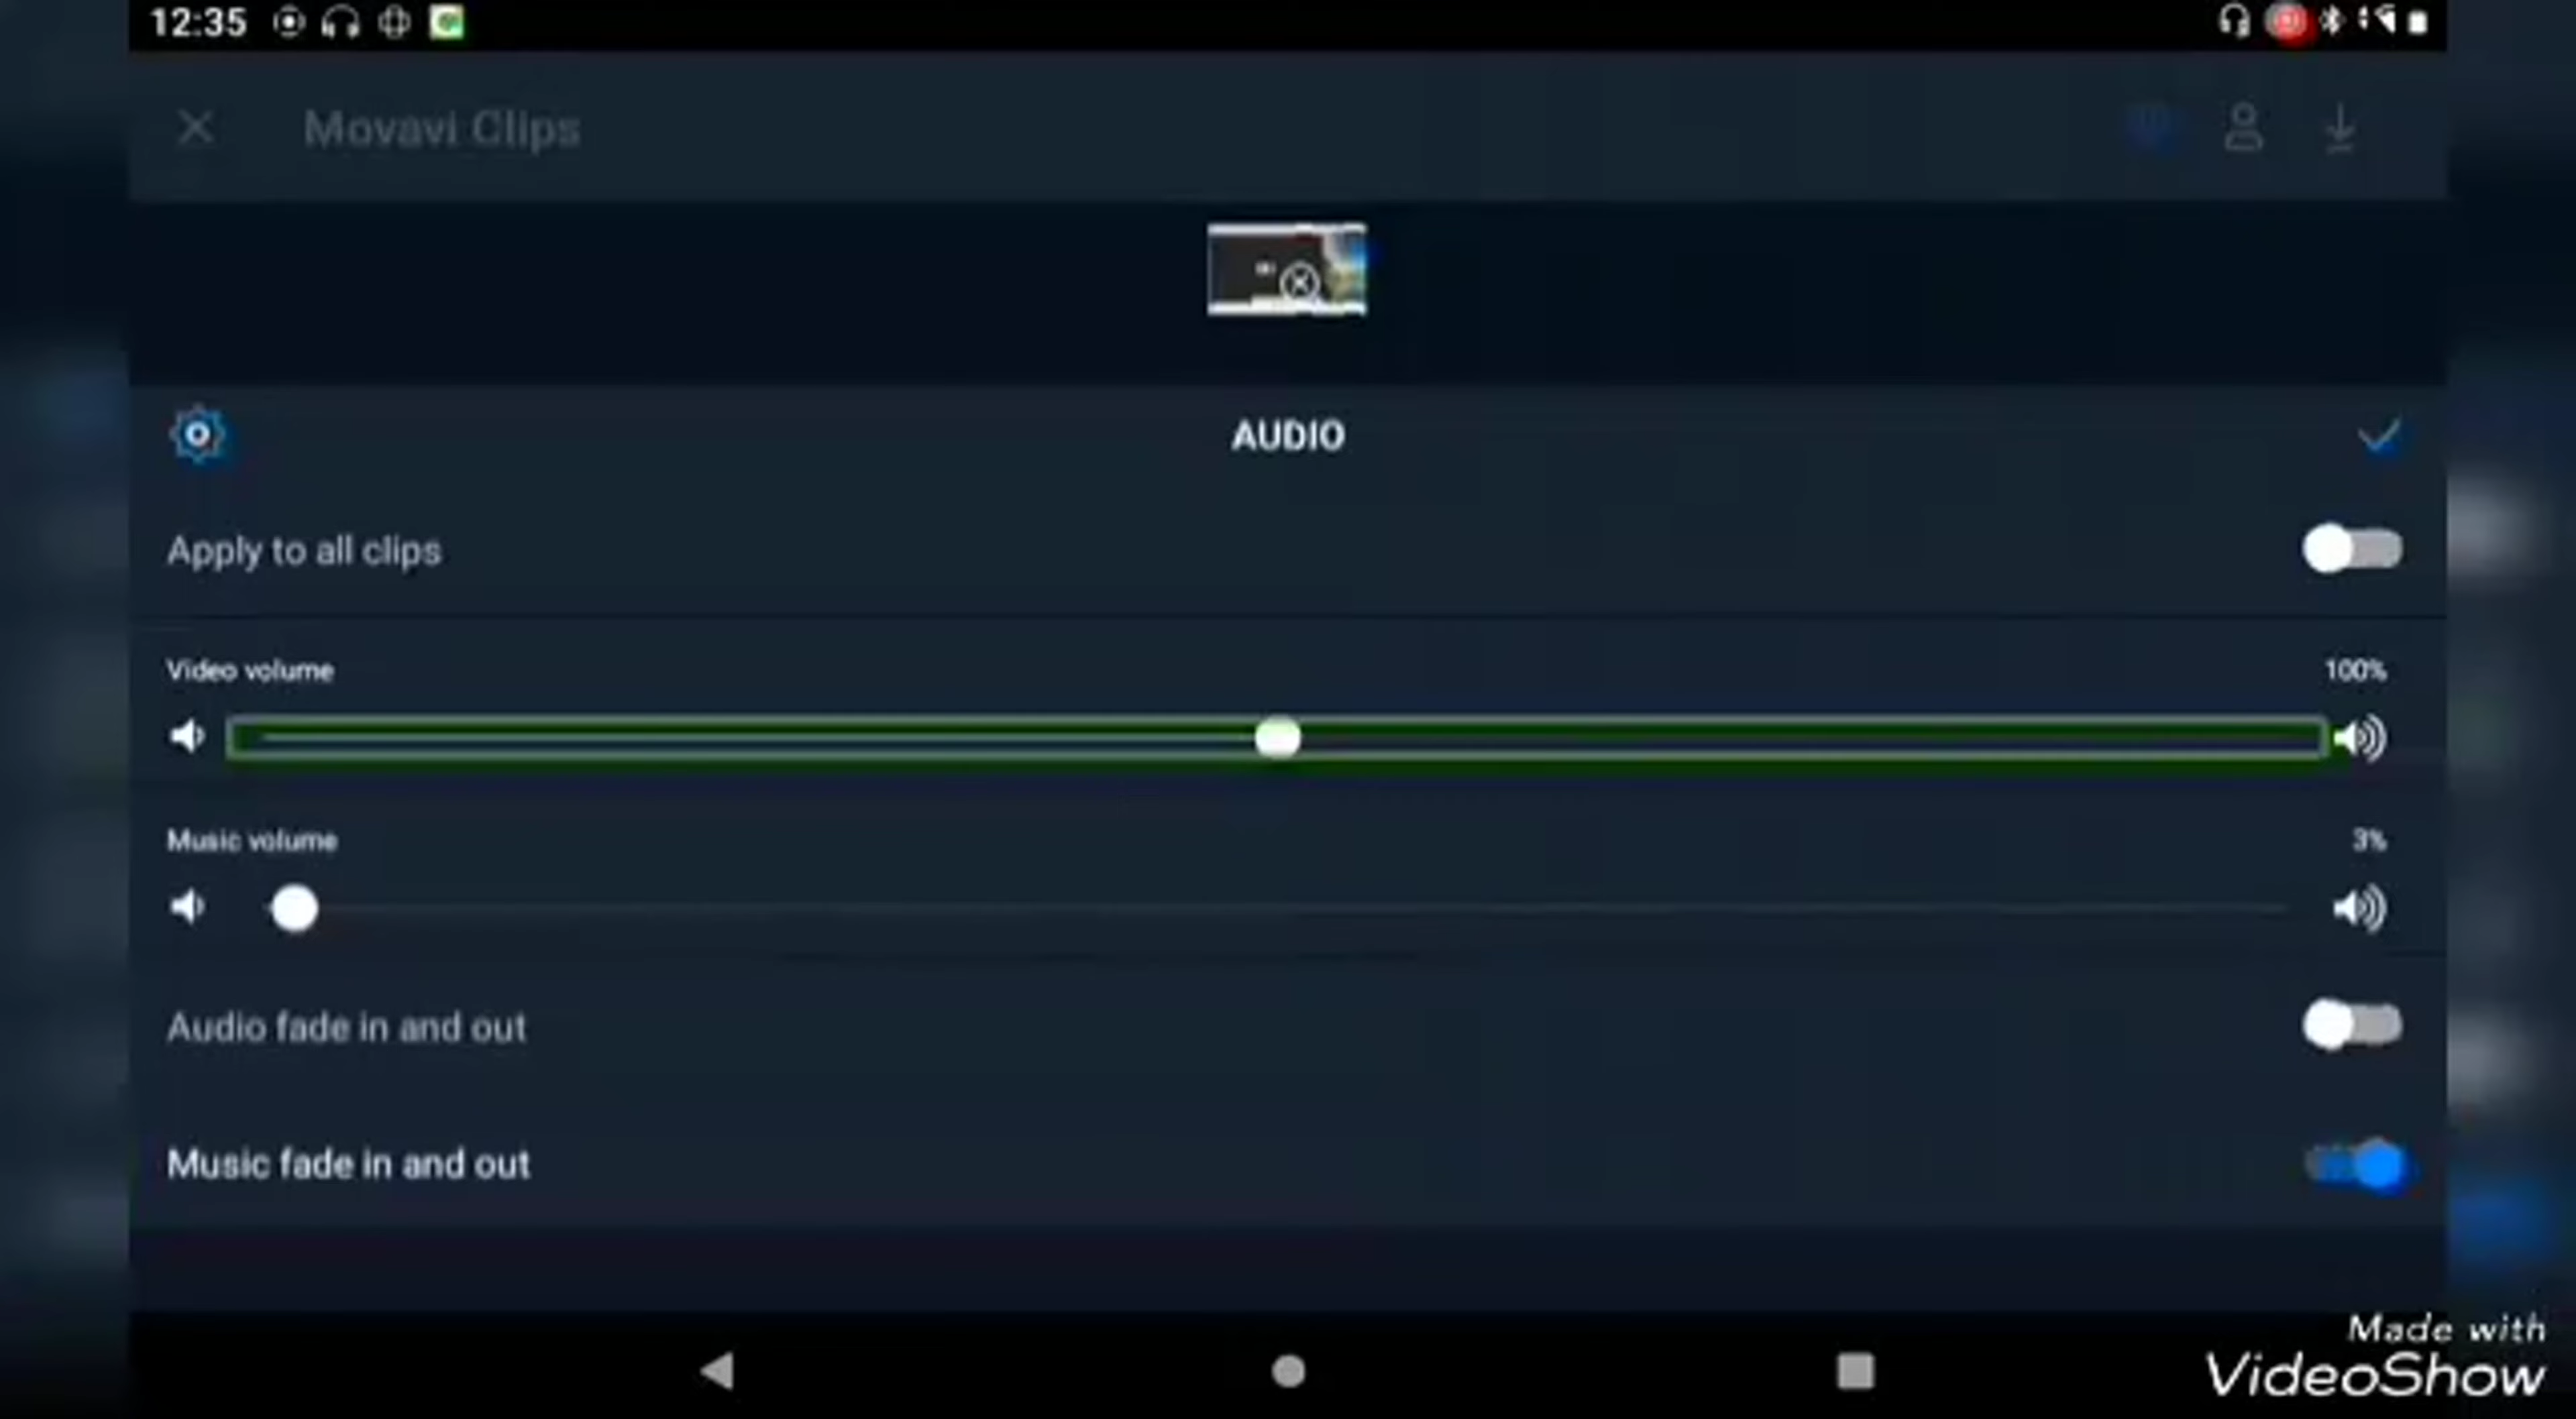 12:35
Movavi Clips
AUDIO
Apply to all clips
Video volume
100%
Music volume
3%
Audio fade in and out
Music fade in and out
Made with
VideoShow